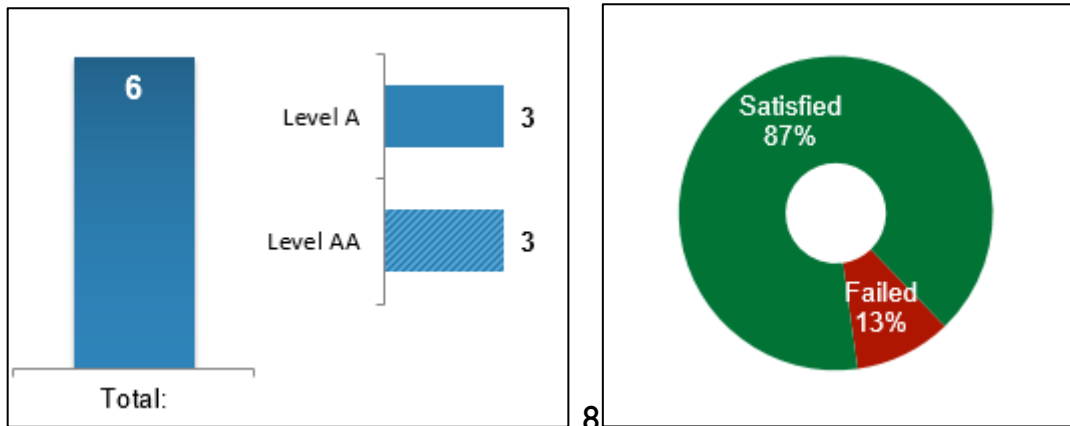 6
Total:
Level A 3
Level AA 3
8
Satisfied
87%
Failed
13%